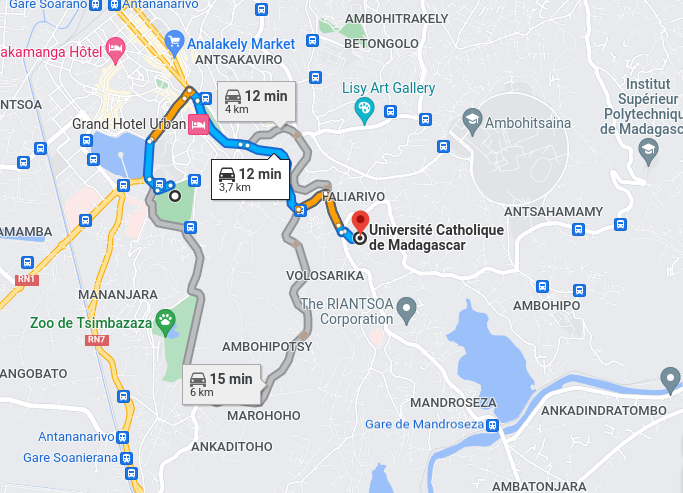 Gare Soarano
Antananarivo
AMBOHITRAKELY
BETONGOLO
akamanga Hôtel
Analakely Market
ANTSAKAVIRO
NTSOA
12 min
4 km
Lisy Art Gallery
Institut
Supérieur
Polytechnique
de Madagasc
Grand Hotel Urban
Ambohitsaina
12 min
3,7 km
FALIARIVO
ANTSAHAMAMY
AMAMBA
Université Catholique
de Madagascar
RN1
VOLOSARIKA
MANANJARA
The RIANTSOA
Corporation
AMBOHIPO
Zoo de Tsimbazaza
RN7
AMBOHIPOTSY
ANGOBATO
15 min
6 km
MAROHOHO
MANDROSEZA
Gare de Mandroseza
ANKADINDRATOMBO
Antananarivo
ANKADITOHO
Gare Soanierana
AMBATONJARA